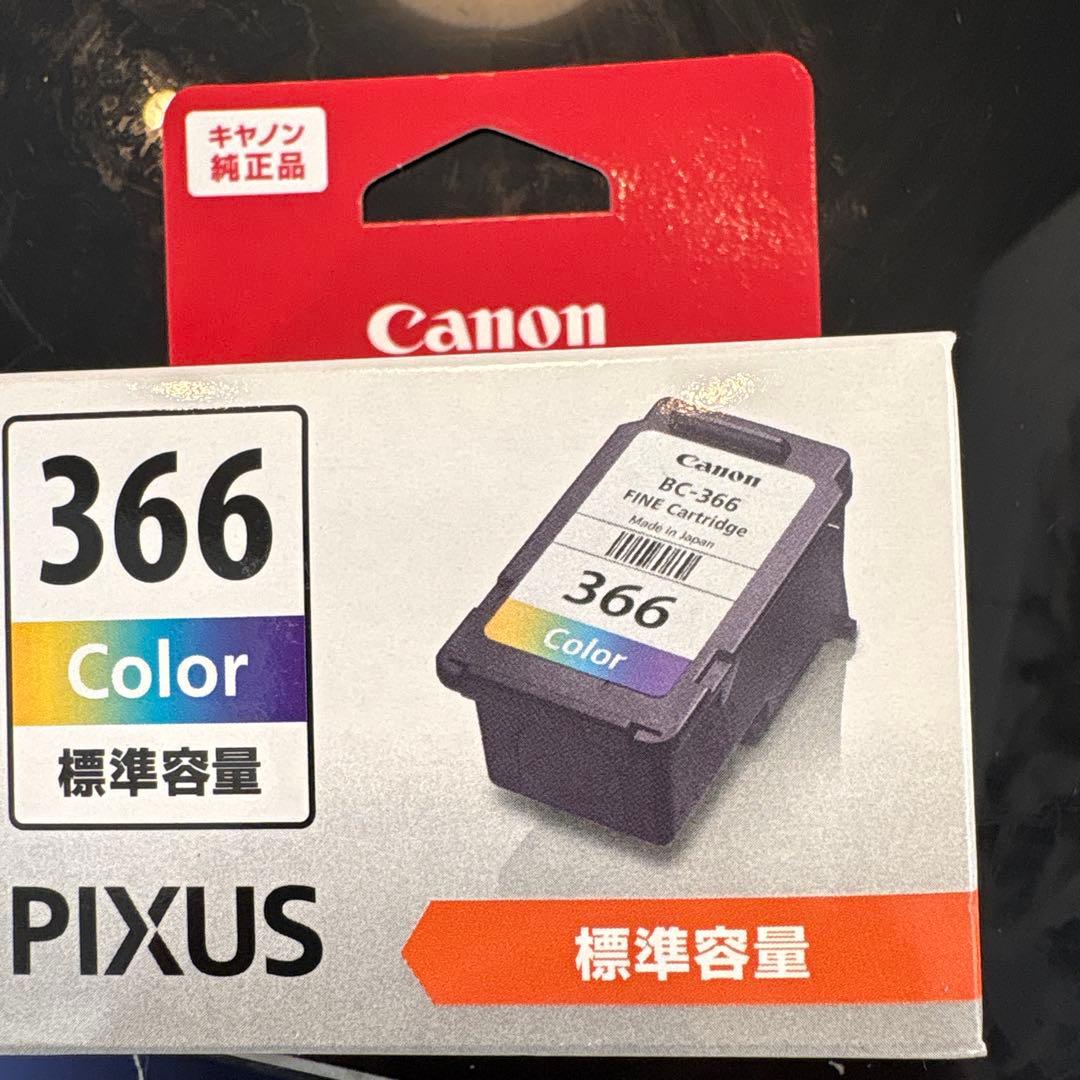 キヤノン
純正品
Canon
366
Color
標準容量
Canon
BC-366
FINE Cartridge
Made in Japan
366
Color
PIXUS
標準容量